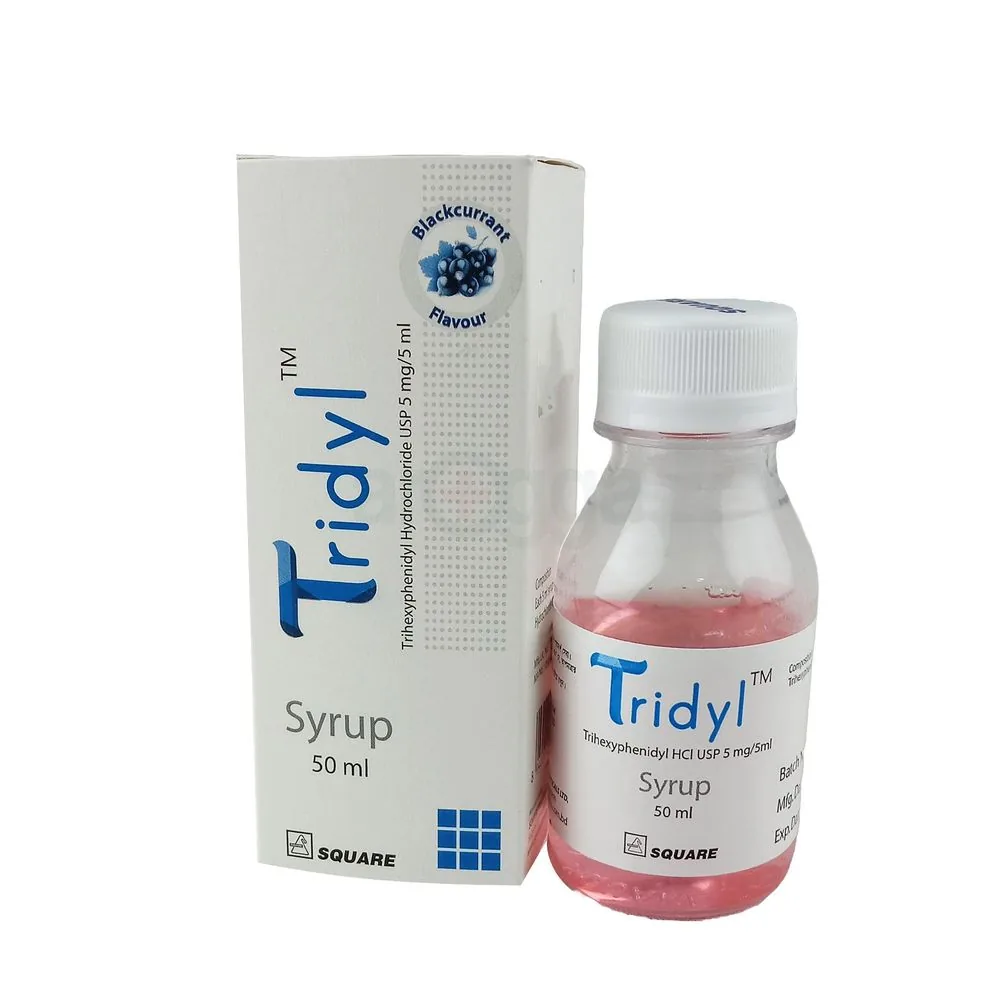 Blackcurrant
Flavour
Tridyl™
Trihexyphenidyl Hydrochloride USP 5 mg/5 ml
Syrup
50 ml
SQUARE
SQUARE
Tridyl™
Trihexyphenidyl HCl USP 5 mg/5ml
Syrup
50 ml
SQUARE
Batch
Mfg.
Exp.